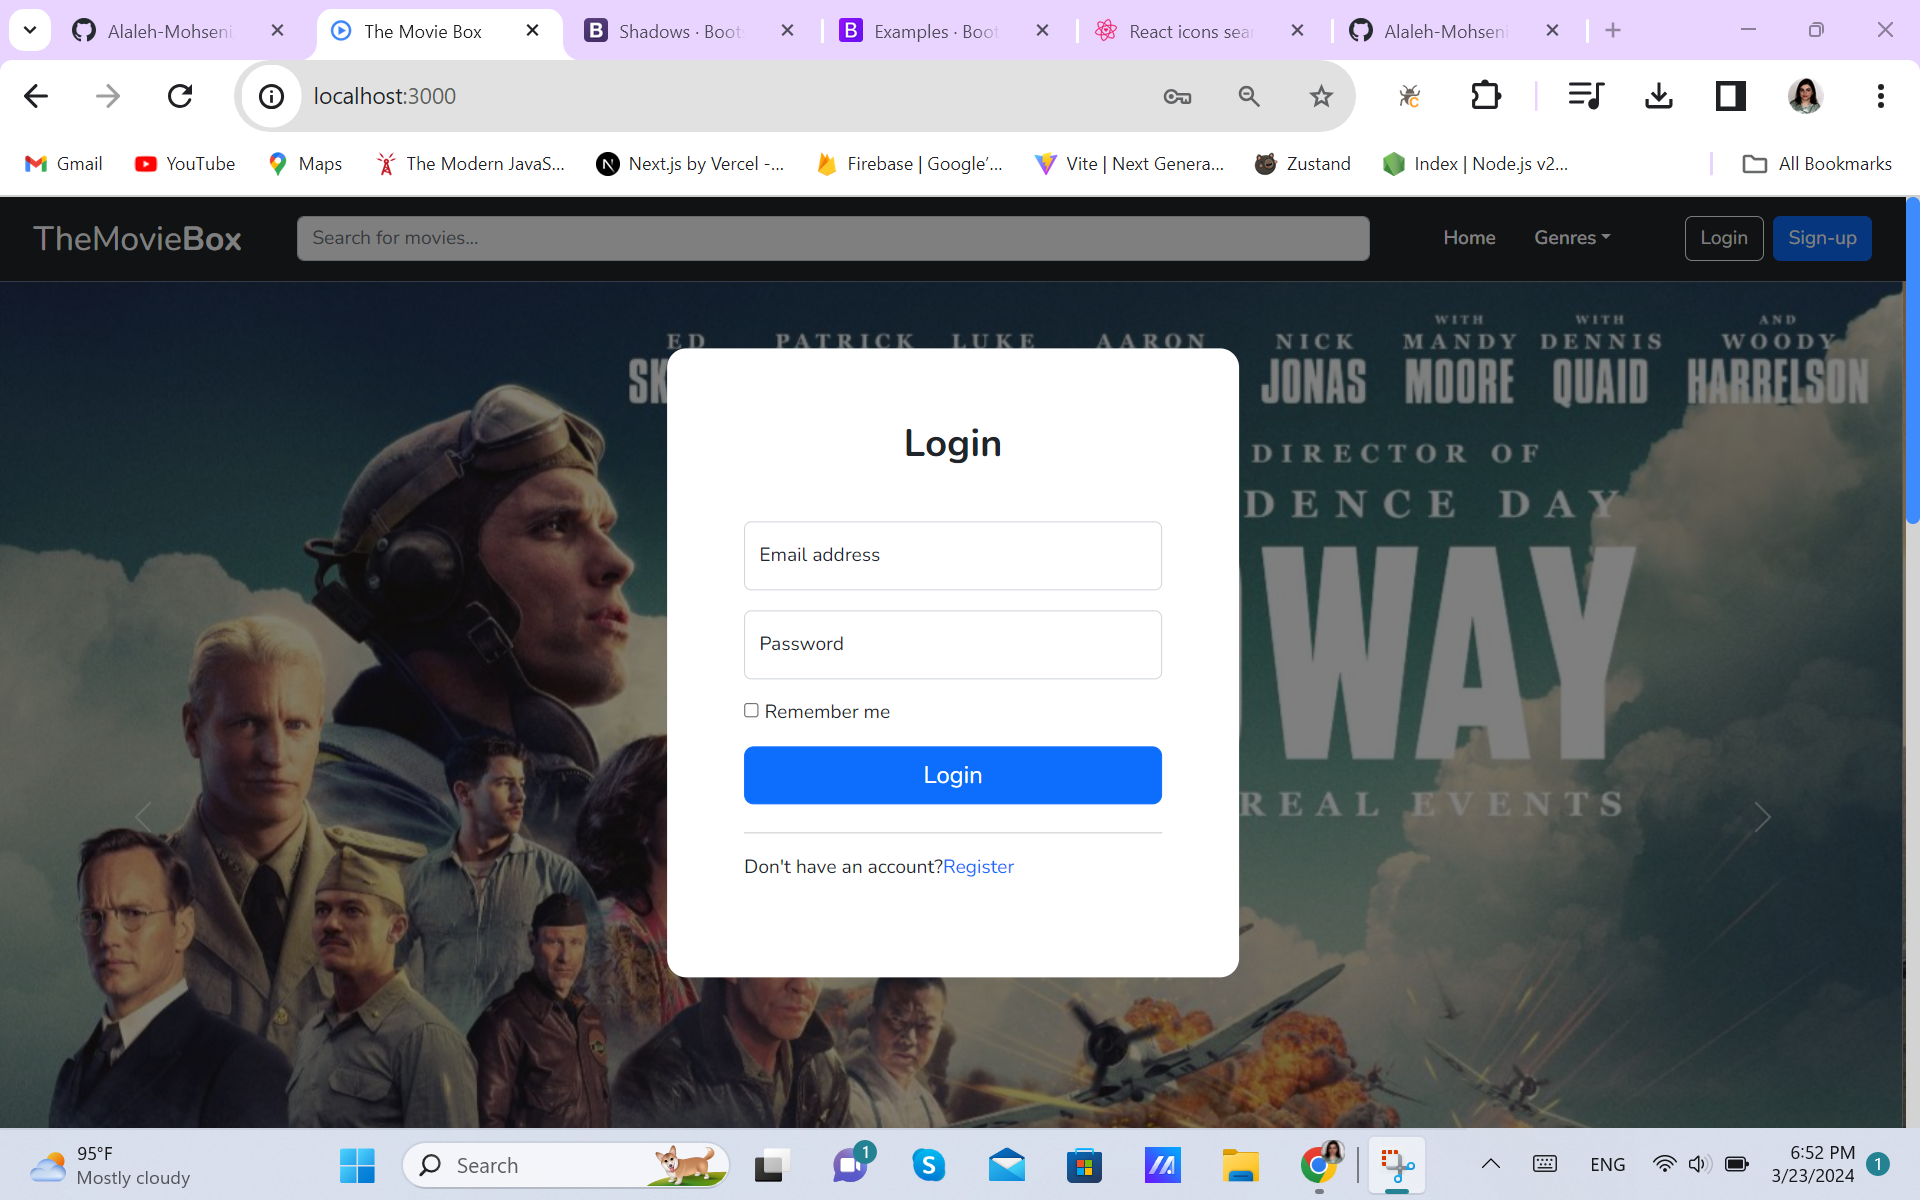 Alaleh-Mohseni
The Movie Box
Shadows · Boots
Examples · Boot
React icons sea
Alaleh-Mohseni
localhost:3000
Gmail
YouTube
Maps
The Modern JavaS...
Next.js by Vercel -...
Firebase | Google’...
Vite | Next Genera...
Zustand
Index | Node.js v2...
All Bookmarks
TheMovieBox
Search for movies...
Home
Genres
Login
Sign-up
WITH WITH AND
ED PATRICK LUKE AARON NICK MANDY DENNIS WOODY
SK JONAS MOORE QUAID HARRELSON
DIRECTOR OF
DENCE DAY
WAY
REAL EVENTS
Login
Email address
Password
Remember me
Login
Don't have an account?Register
95°F
Mostly cloudy
Search
1
ENG
6:52 PM
3/23/2024
1